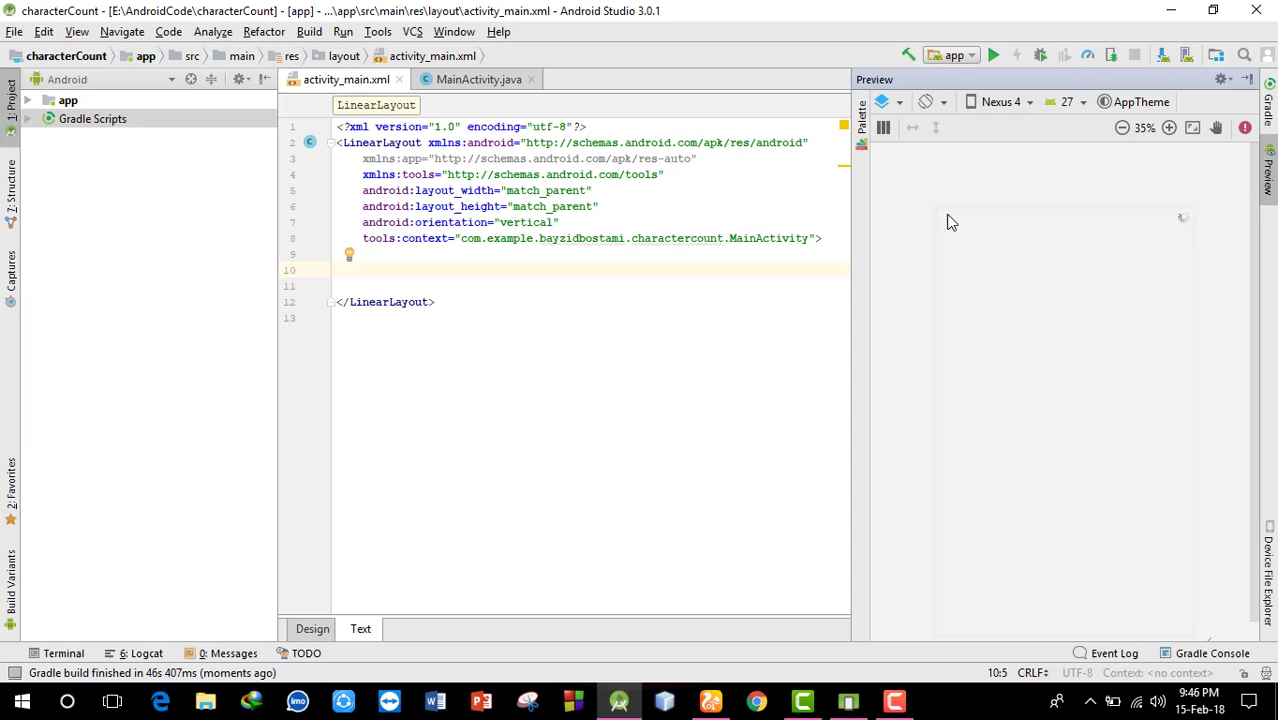 characterCount - [E:\AndroidCode\characterCount] - [app] - ...\app\src\main\res\layout\activity_main.xml - Android Studio 3.0.1
File Edit View Navigate Code Analyze Refactor Build Run Tools VCS Window Help
characterCount app src main res layout activity_main.xml app
Android activity_main.xml MainActivity.java Preview
app
Gradle Scripts
LinearLayout
Nexus 4 27 AppTheme
35%
1 <?xml version="1.0" encoding="utf-8"?>
2 <LinearLayout xmlns:android="http://schemas.android.com/apk/res/android"
3 xmlns:app="http://schemas.android.com/apk/res-auto"
4 xmlns:tools="http://schemas.android.com/tools"
5 android:layout_width="match_parent"
6 android:layout_height="match_parent"
7 android:orientation="vertical"
8 tools:context="com.example.bayzidbostami.charactercount.MainActivity">
9
10
11
12 </LinearLayout>
13
1: Project
7: Structure
Captures
2: Favorites
Build Variants
Palette
Gradle
Preview
Device File Explorer
Design Text
Terminal 6: Logcat 0: Messages TODO Event Log Gradle Console
Gradle build finished in 46s 407ms (moments ago) 10:5 CRLF UTF-8 Context: <no context>
imo
9:46 PM
15-Feb-18